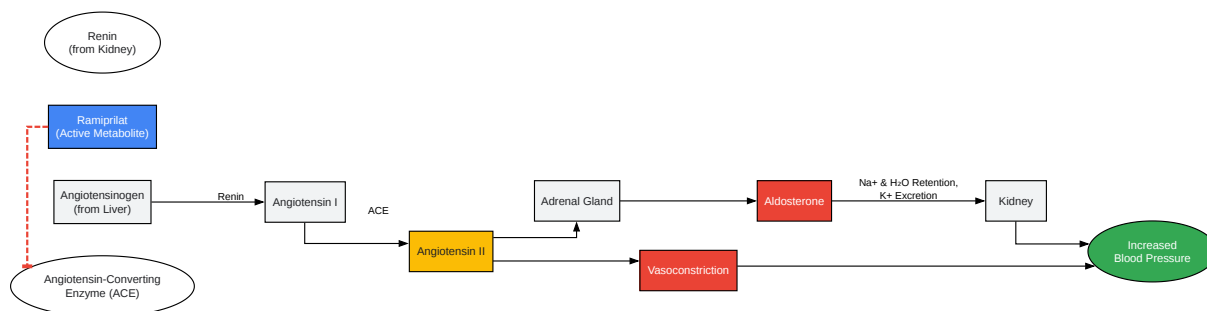 Renin
(from Kidney)
Ramiprilat
(Active Metabolite)
Angiotensinogen
(from Liver)
Renin
Angiotensin I
ACE
Angiotensin II
Adrenal Gland
Aldosterone
Na+ & H₂O Retention,
K+ Excretion
Kidney
Vasoconstriction
Increased
Blood Pressure
Angiotensin-Converting
Enzyme (ACE)